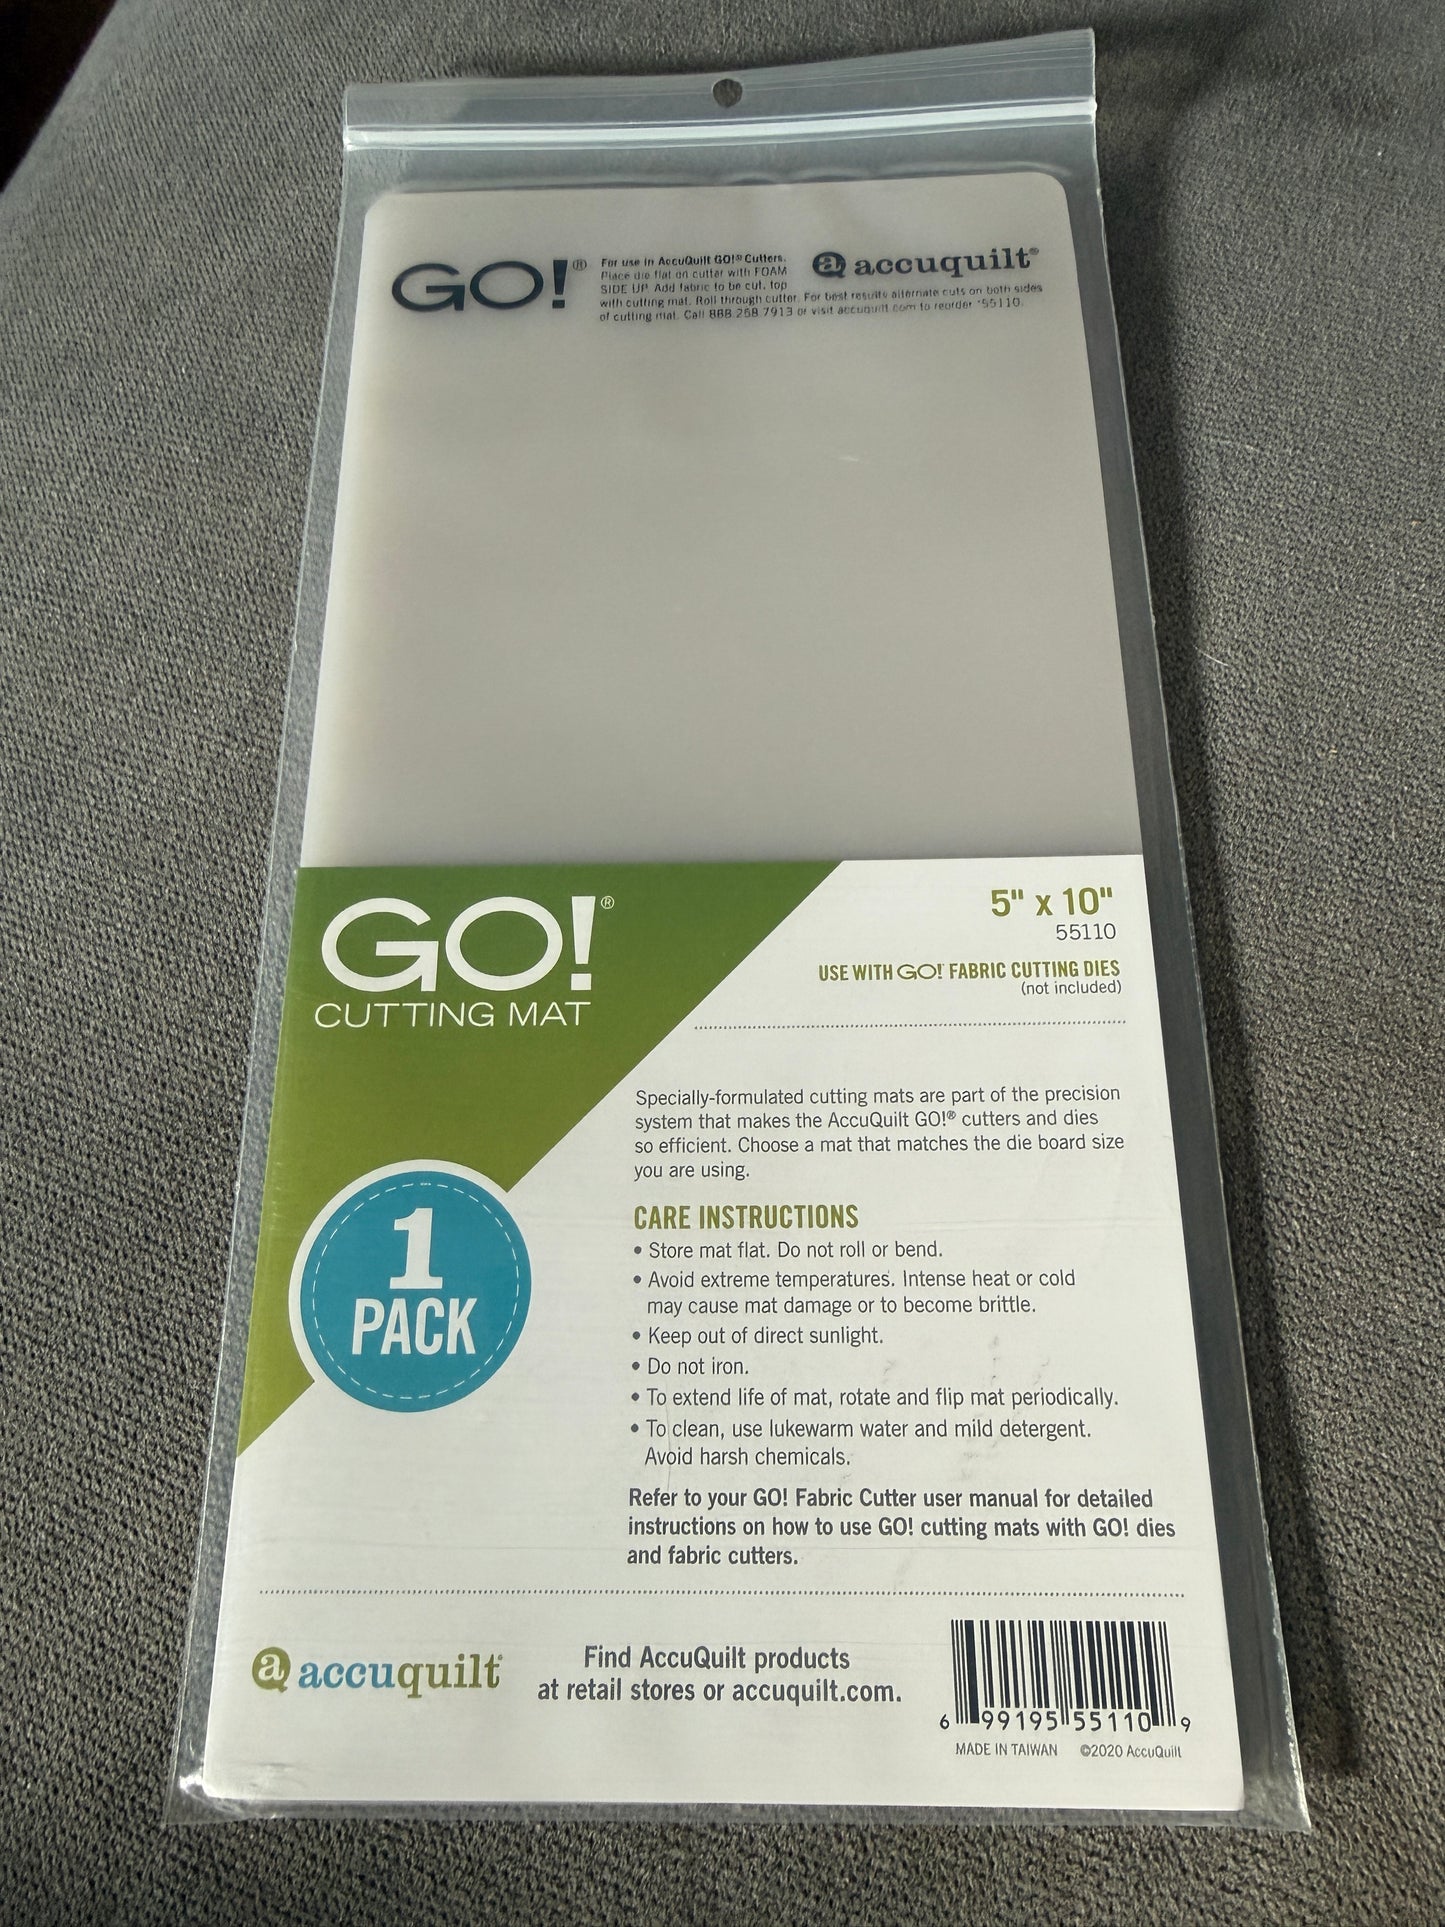 GO!®
For use in AccuQuilt GO!® Cutters.
Place die flat on cutter with FOAM
SIDE UP. Add fabric to be cut, top
with cutting mat. Roll through cutter. For best results alternate cuts on both sides
of cutting mat. Call 888.258.7913 or visit accuquilt.com to reorder #55110.
a accuquilt®
GO!®
CUTTING MAT
5" x 10"
55110
USE WITH GO!® FABRIC CUTTING DIES
(not included)
Specially-formulated cutting mats are part of the precision
system that makes the AccuQuilt GO!® cutters and dies
so efficient. Choose a mat that matches the die board size
you are using.
1
PACK
CARE INSTRUCTIONS
• Store mat flat. Do not roll or bend.
• Avoid extreme temperatures. Intense heat or cold
may cause mat damage or to become brittle.
• Keep out of direct sunlight.
• Do not iron.
• To extend life of mat, rotate and flip mat periodically.
• To clean, use lukewarm water and mild detergent.
Avoid harsh chemicals.
Refer to your GO! Fabric Cutter user manual for detailed
instructions on how to use GO! cutting mats with GO! dies
and fabric cutters.
a accuquilt®
Find AccuQuilt products
at retail stores or accuquilt.com.
6 99195 55110 9
MADE IN TAIWAN ©2020 AccuQuilt